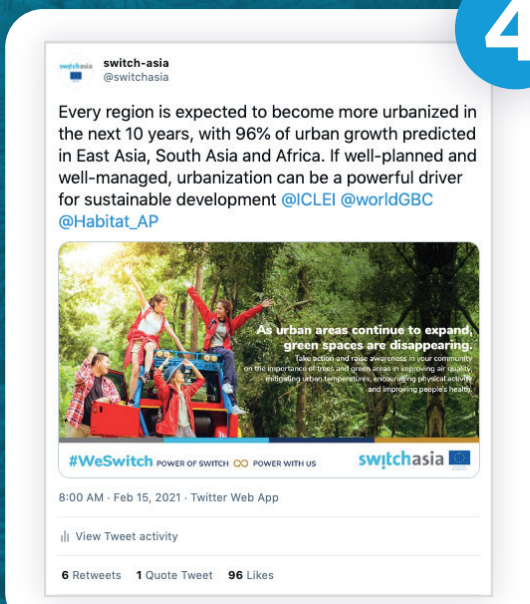 4
switchasia
switch-asia
@switchasia
Every region is expected to become more urbanized in
the next 10 years, with 96% of urban growth predicted
in East Asia, South Asia and Africa. If well-planned and
well-managed, urbanization can be a powerful driver
for sustainable development @ICLEI @worldGBC
@Habitat_AP
As urban areas continue to expand,
green spaces are disappearing.
Take action and raise awareness in your community
on the importance of trees and green areas in improving air quality,
mitigating urban temperatures, encouraging physical activity
and improving people's health.
#WeSwitch POWER OF SWITCH POWER WITH US
switchasia
8:00 AM · Feb 15, 2021 · Twitter Web App
View Tweet activity
6 Retweets 1 Quote Tweet 96 Likes